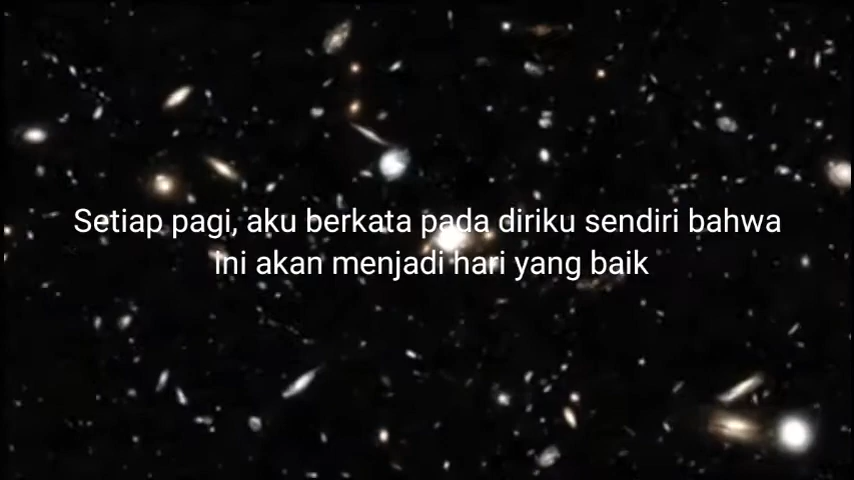 Setiap pagi, aku berkata pada diriku sendiri bahwa
ini akan menjadi hari yang baik